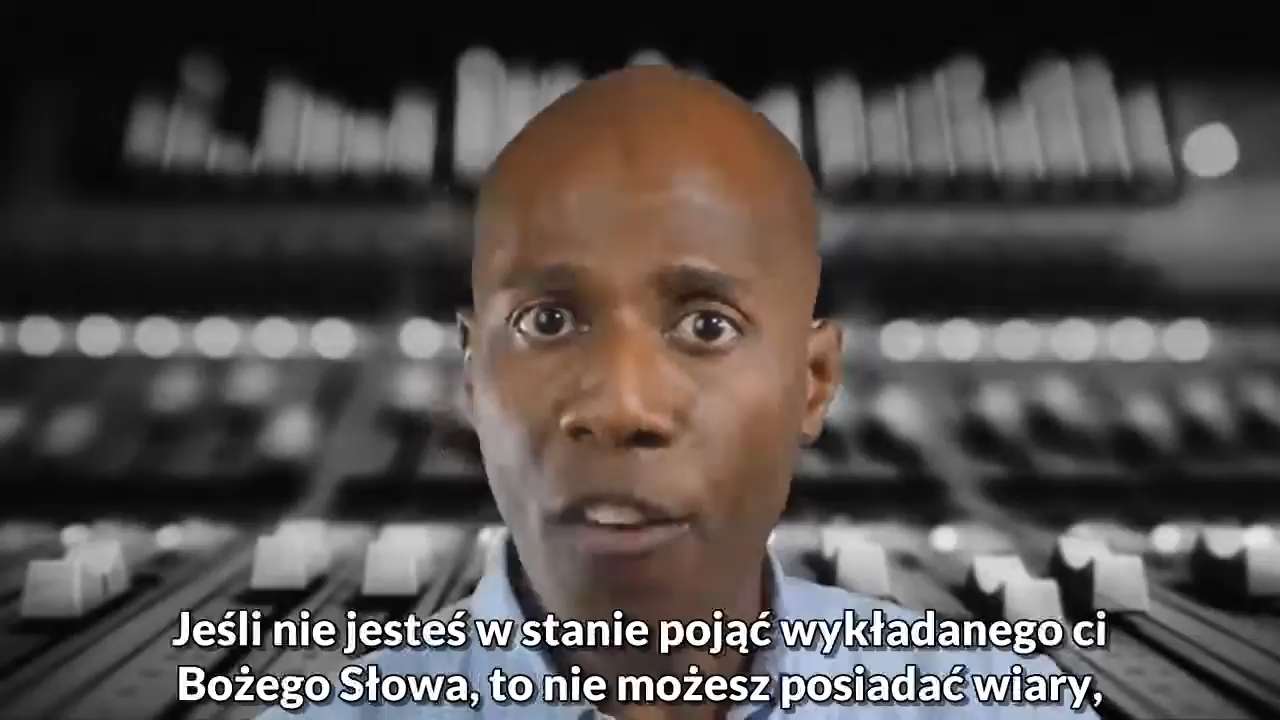 Jeśli nie jesteś w stanie pojąć wykładanego ci
Bożego Słowa, to nie możesz posiadać wiary,